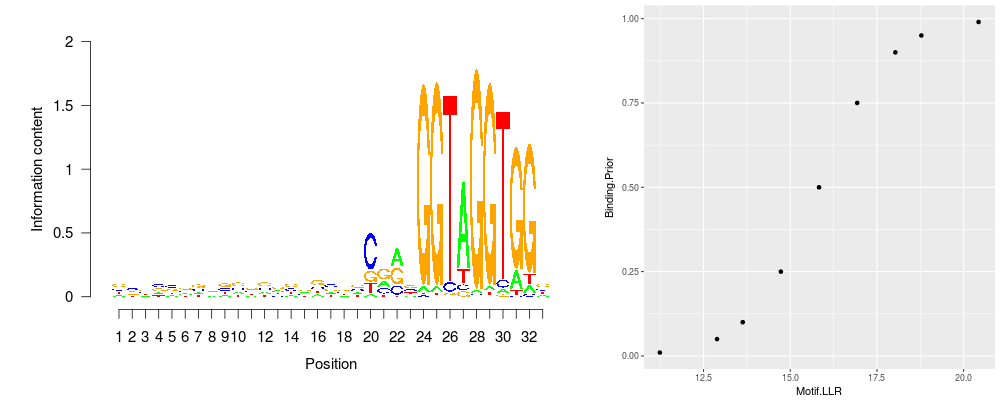 2
1.5
1
0.5
0
Information content
C
G
T
G
A
C
A
G
C
G
G
T
C
A
T
C
G
G
T
C
G
A
T
G
T
A
1 2 3 4 5 6 7 8 9 10 12 14 16 18 20 22 24 26 28 30 32
Position
1.00
0.75
0.50
0.25
0.00
Binding.Prior
12.5 15.0 17.5 20.0
Motif.LLR